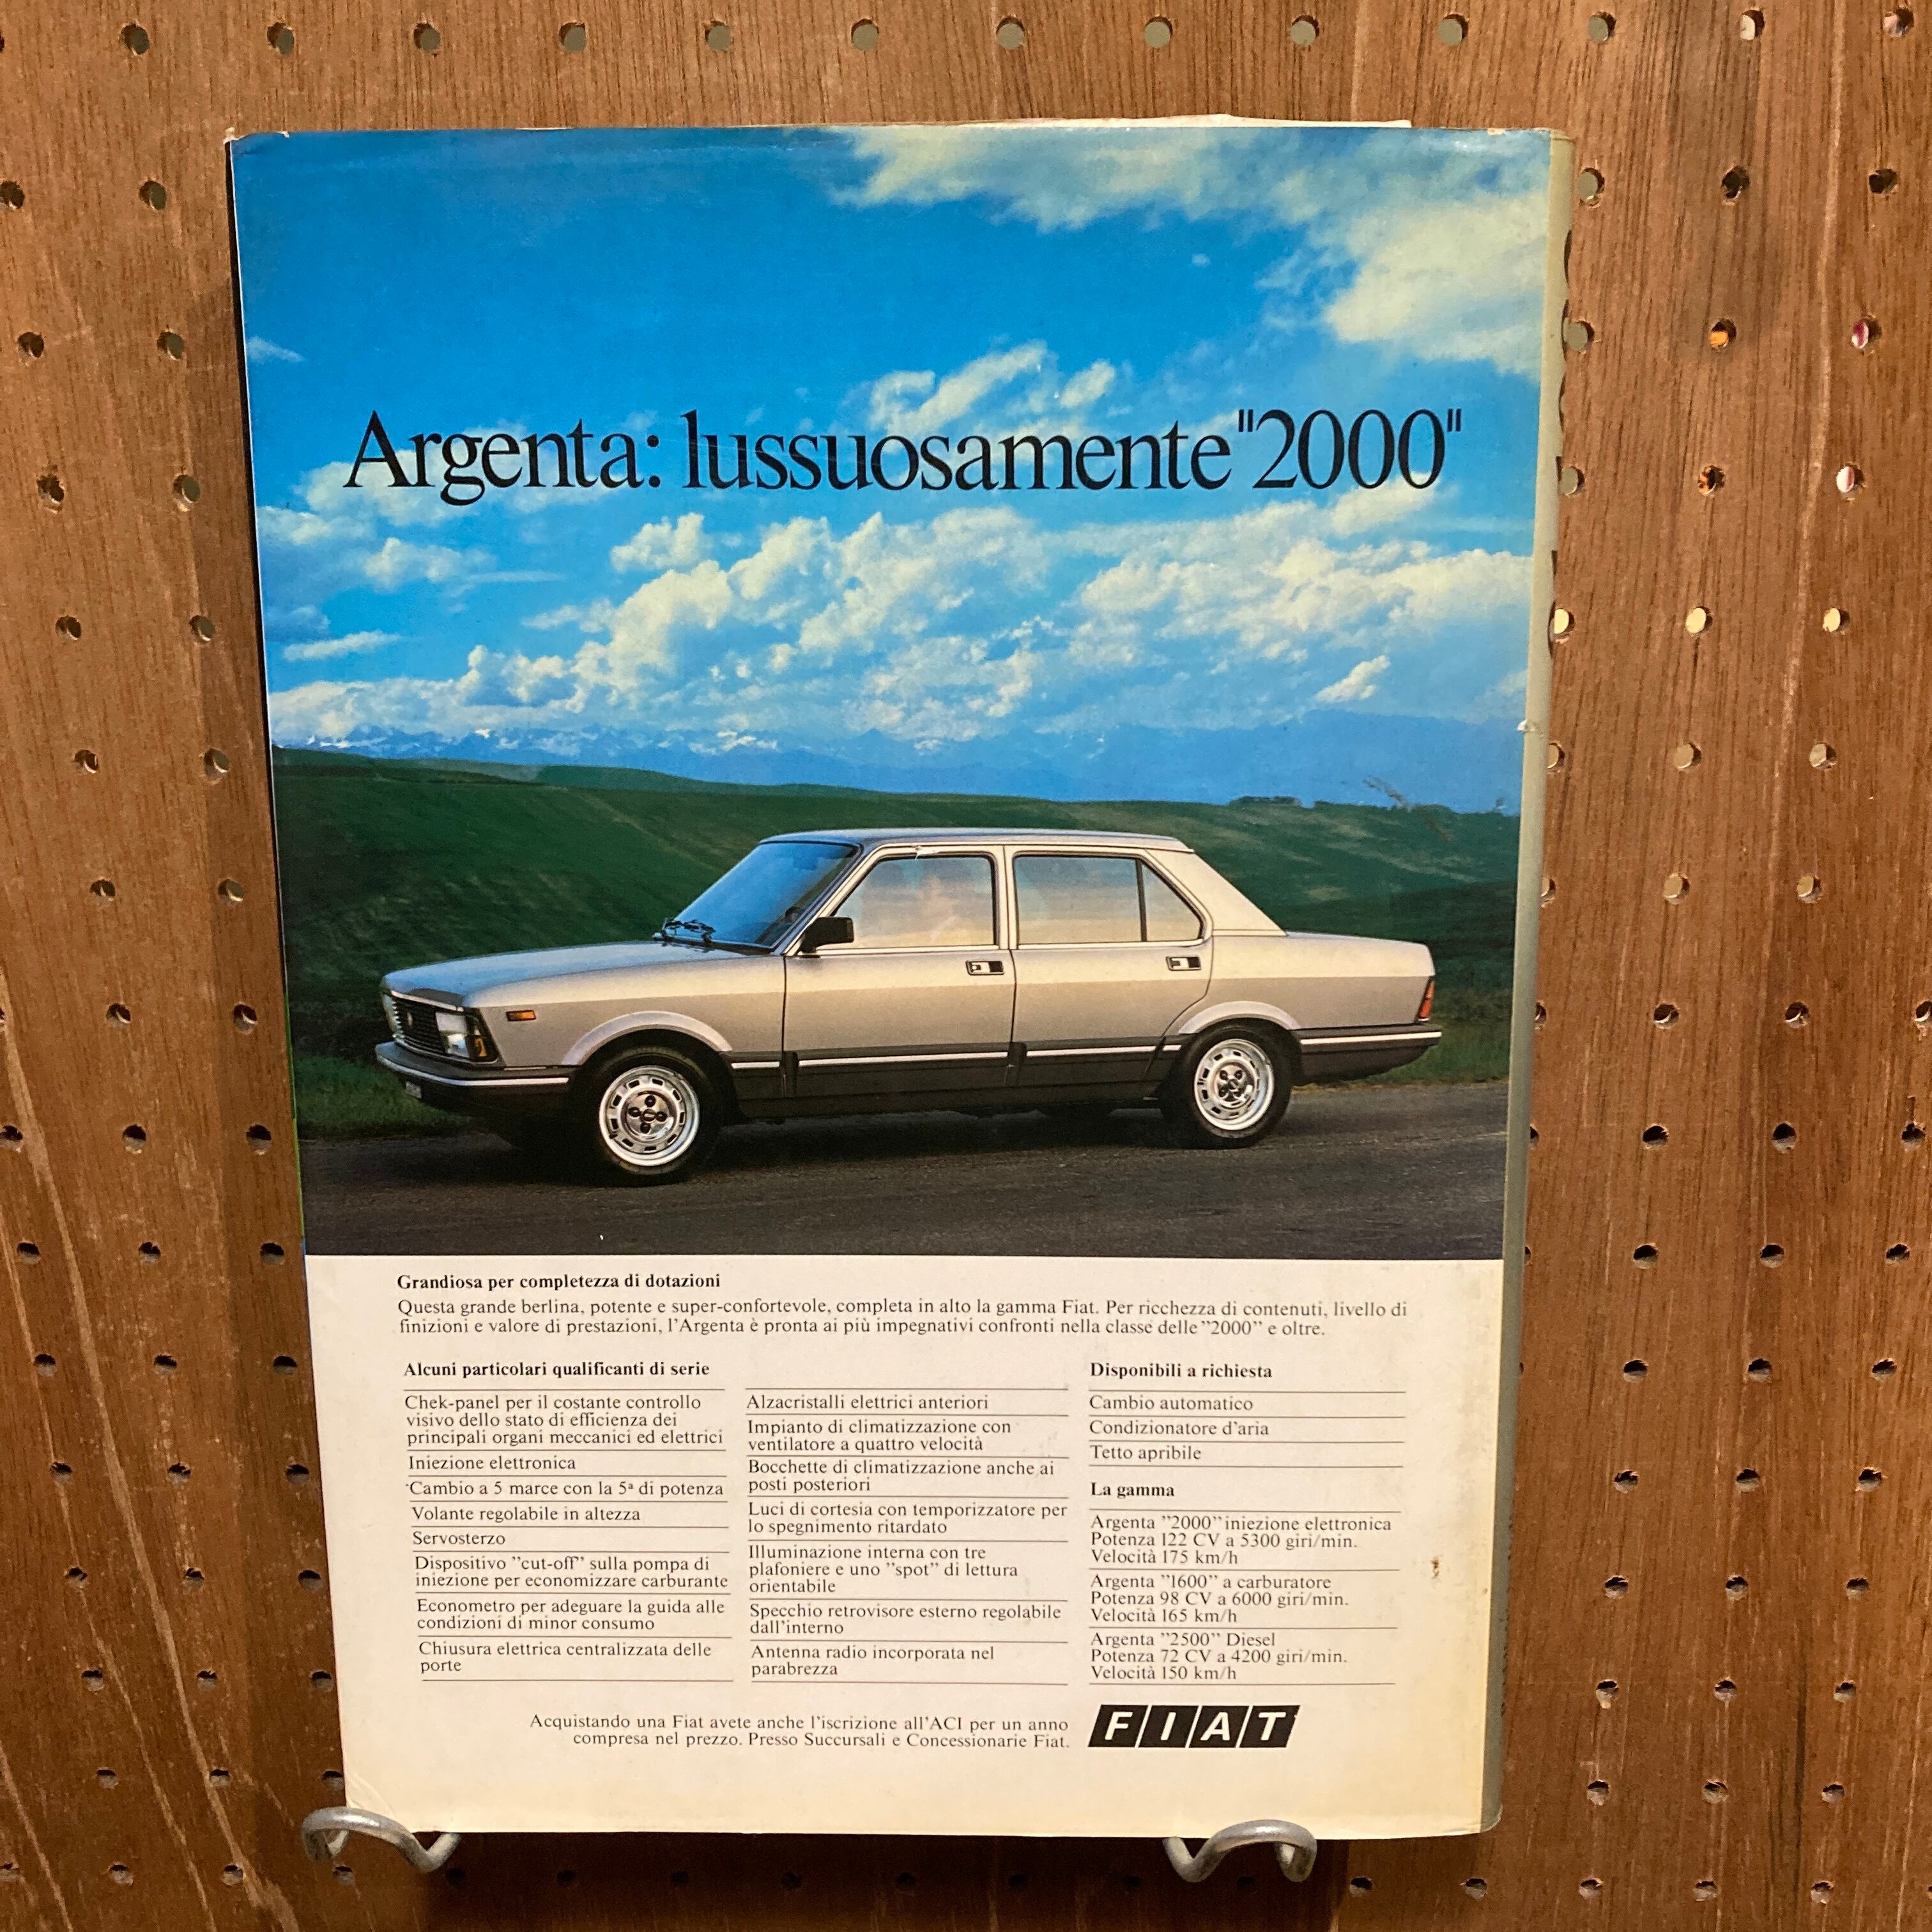 Argenta: lussuosamente "2000"
Grandiosa per completezza di dotazioni
Questa grande berlina, potente e super-confortevole, completa in alto la gamma Fiat. Per ricchezza di contenuti, livello di
finizioni e valore di prestazioni, l'Argenta è pronta ai più impegnativi confronti nella classe delle "2000" e oltre.
Alcuni particolari qualificanti di serie
Chek-panel per il costante controllo
visivo dello stato di efficienza dei
principali organi meccanici ed elettrici
Iniezione elettronica
Cambio a 5 marce con la 5ª di potenza
Volante regolabile in altezza
Servosterzo
Dispositivo "cut-off" sulla pompa di
iniezione per economizzare carburante
Econometro per adeguare la guida alle
condizioni di minor consumo
Chiusura elettrica centralizzata delle
porte
Alzacristalli elettrici anteriori
Impianto di climatizzazione con
ventilatore a quattro velocità
Bocchette di climatizzazione anche ai
posti posteriori
Luci di cortesia con temporizzatore per
lo spegnimento ritardato
Illuminazione interna con tre
plafoniere e uno "spot" di lettura
orientabile
Specchio retrovisore esterno regolabile
dall'interno
Antenna radio incorporata nel
parabrezza
Disponibili a richiesta
Cambio automatico
Condizionatore d'aria
Tetto apribile
La gamma
Argenta "2000" iniezione elettronica
Potenza 122 CV a 5300 giri/min.
Velocità 175 km/h
Argenta "1600" a carburatore
Potenza 98 CV a 6000 giri/min.
Velocità 165 km/h
Argenta "2500" Diesel
Potenza 72 CV a 4200 giri/min.
Velocità 150 km/h
Acquistando una Fiat avete anche l'iscrizione all'ACI per un anno
compresa nel prezzo. Presso Succursali e Concessionarie Fiat.
FIAT